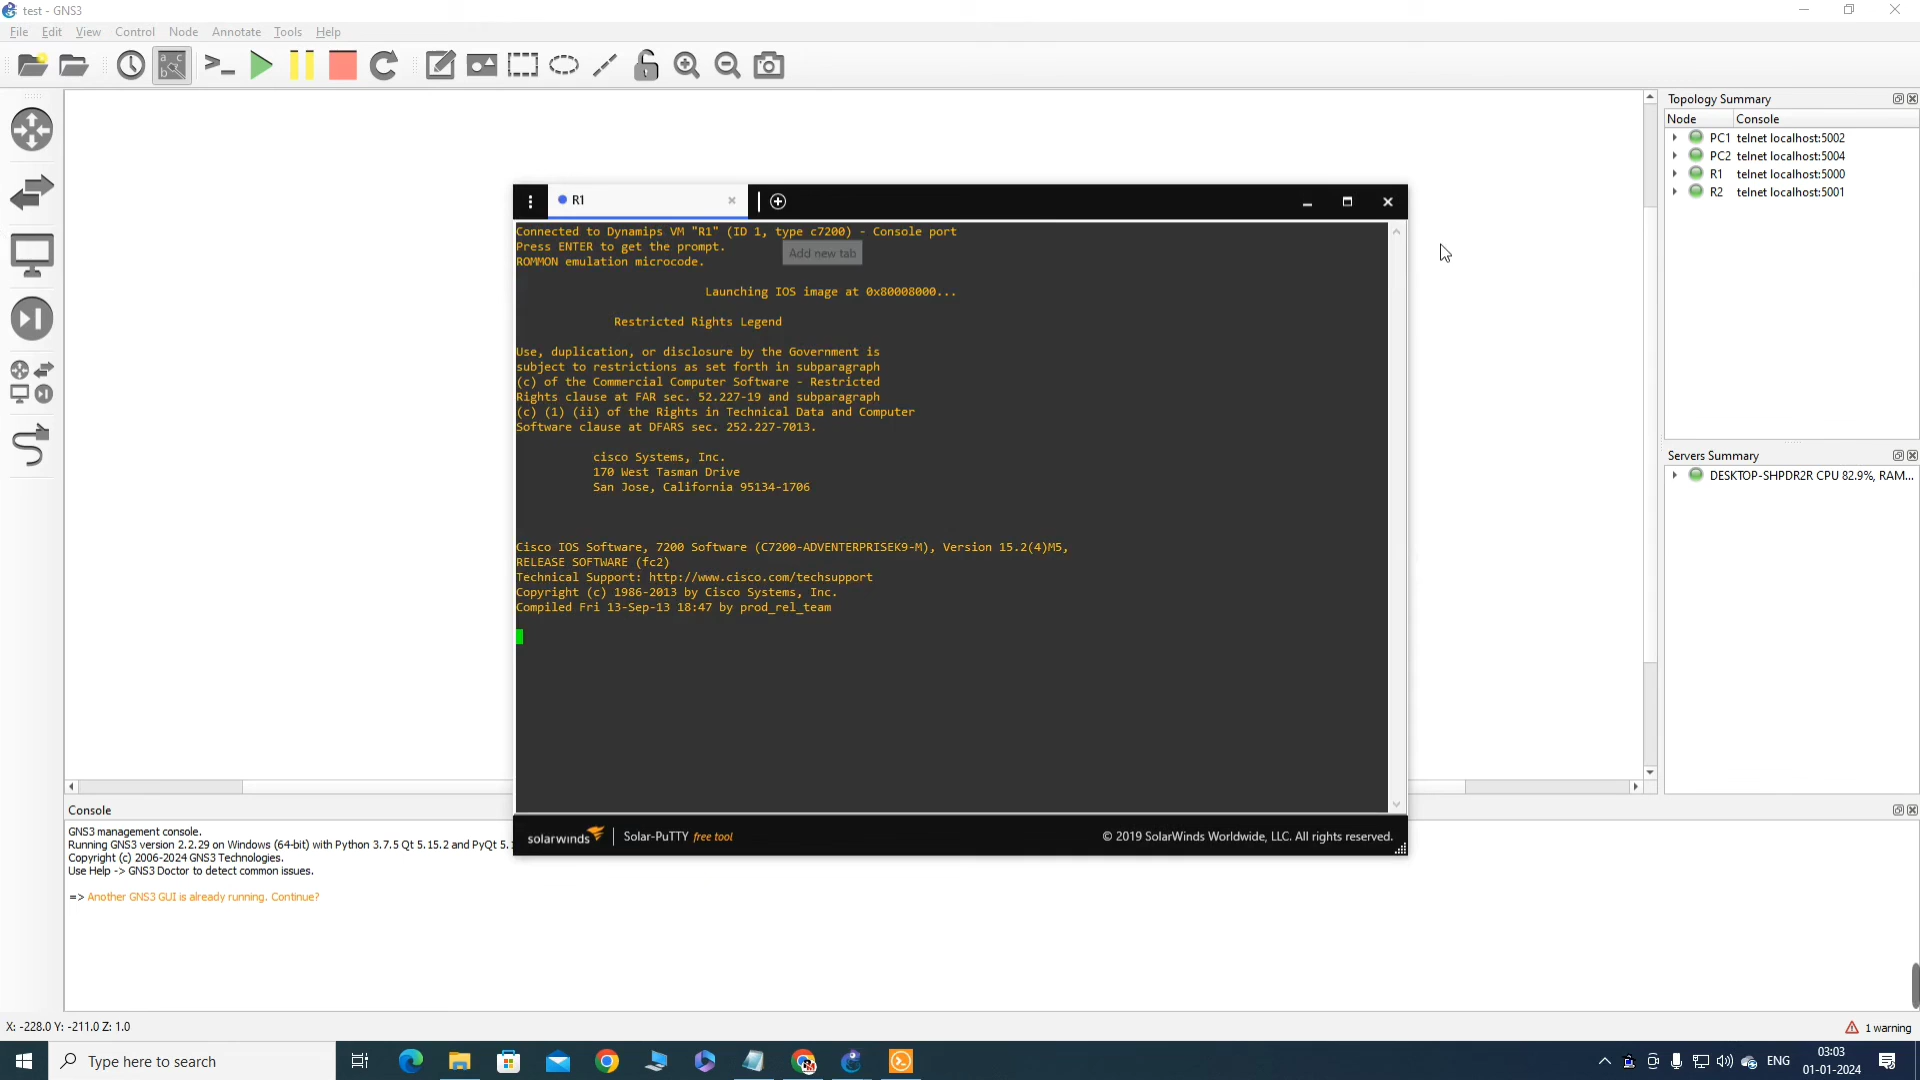 test - GNS3
File Edit View Control Node Annotate Tools Help
Topology Summary
Node Console
PC1 telnet localhost:5002
PC2 telnet localhost:5004
R1 telnet localhost:5000
R2 telnet localhost:5001
Servers Summary
DESKTOP-SHPDR2R CPU 82.9%, RAM...
R1
Connected to Dynamips VM "R1" (ID 1, type c7200) - Console port
Press ENTER to get the prompt.
Add new tab
ROMMON emulation microcode.
Launching IOS image at 0x80008000...
Restricted Rights Legend
Use, duplication, or disclosure by the Government is
subject to restrictions as set forth in subparagraph
(c) of the Commercial Computer Software - Restricted
Rights clause at FAR sec. 52.227-19 and subparagraph
(c) (1) (ii) of the Rights in Technical Data and Computer
Software clause at DFARS sec. 252.227-7013.
cisco Systems, Inc.
170 West Tasman Drive
San Jose, California 95134-1706
Cisco IOS Software, 7200 Software (C7200-ADVENTERPRISEK9-M), Version 15.2(4)M5,
RELEASE SOFTWARE (fc2)
Technical Support: http://www.cisco.com/techsupport
Copyright (c) 1986-2013 by Cisco Systems, Inc.
Compiled Fri 13-Sep-13 18:47 by prod_rel_team
solarwinds Solar-PuTTY free tool © 2019 SolarWinds Worldwide, LLC. All rights reserved.
Console
GNS3 management console.
Running GNS3 version 2.2.29 on Windows (64-bit) with Python 3.7.5 Qt 5.15.2 and PyQt 5.
Copyright (c) 2006-2024 GNS3 Technologies.
Use Help -> GNS3 Doctor to detect common issues.
=> Another GNS3 GUI is already running. Continue?
X: -228.0 Y: -211.0 Z: 1.0
1 warning
Type here to search
ENG
03:03
01-01-2024